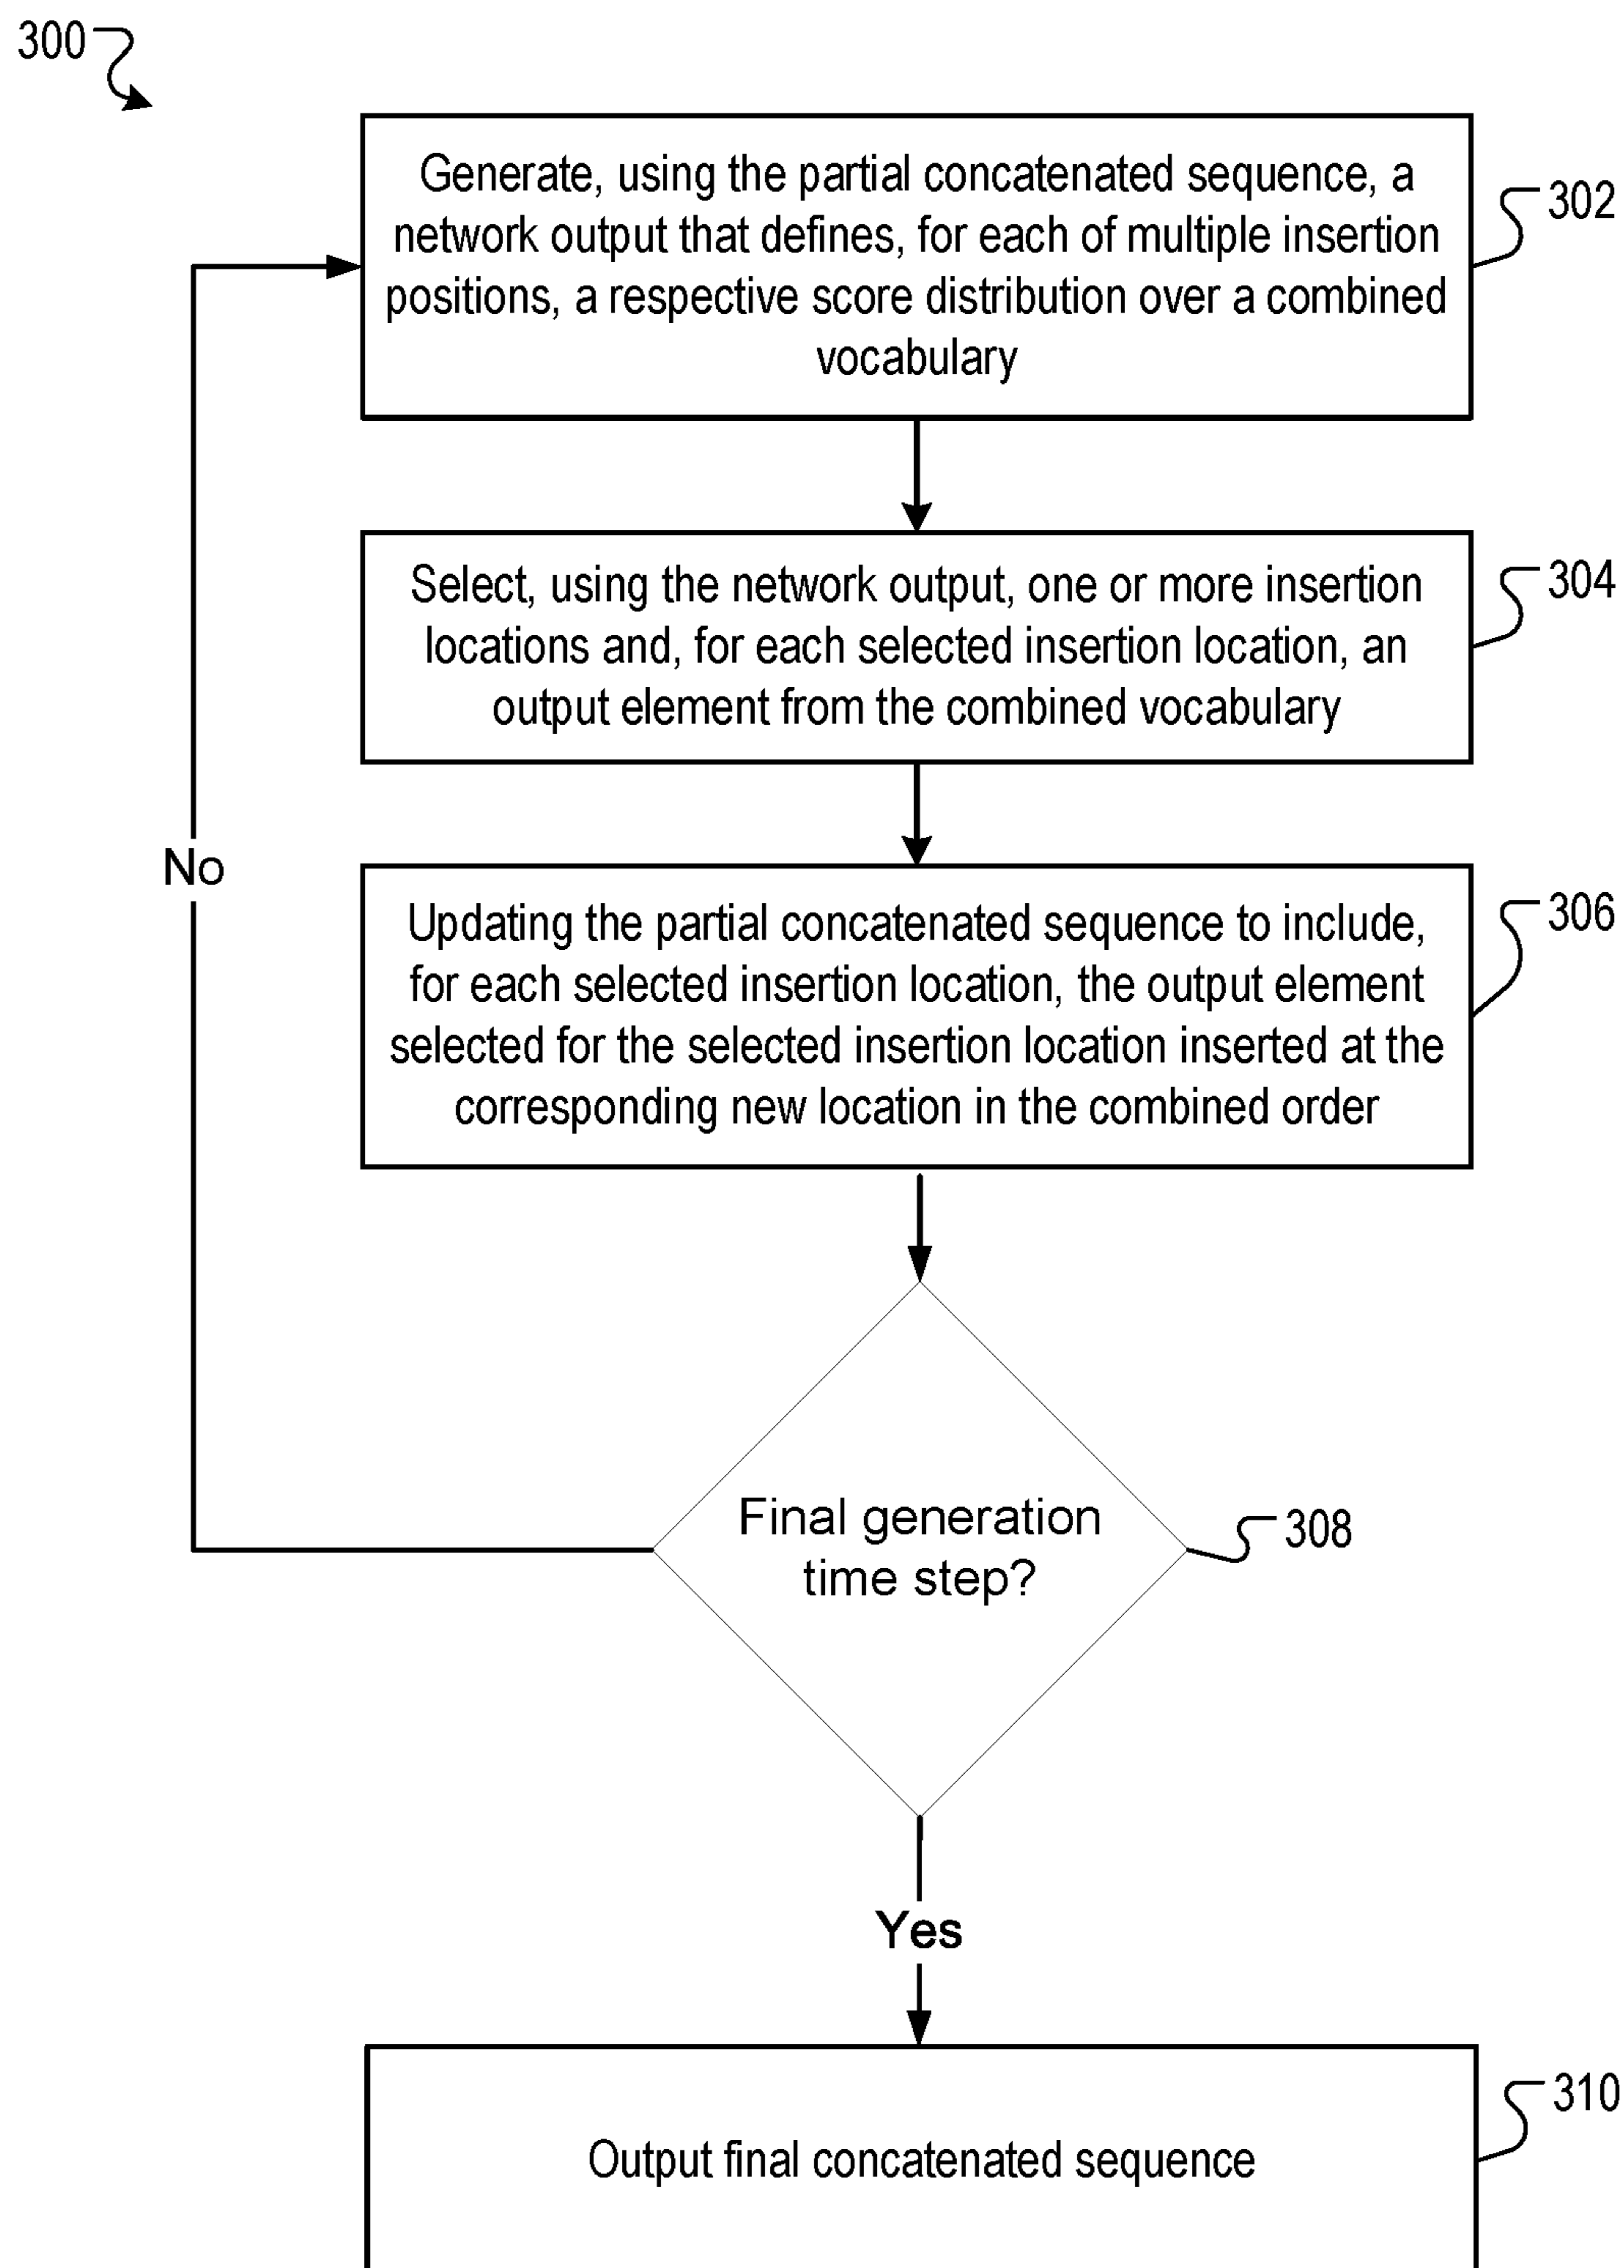 300
Generate, using the partial concatenated sequence, a
network output that defines, for each of multiple insertion
positions, a respective score distribution over a combined
vocabulary
302
Select, using the network output, one or more insertion
locations and, for each selected insertion location, an
output element from the combined vocabulary
304
No
Updating the partial concatenated sequence to include,
for each selected insertion location, the output element
selected for the selected insertion location inserted at the
corresponding new location in the combined order
306
Final generation
time step?
308
Yes
Output final concatenated sequence
310